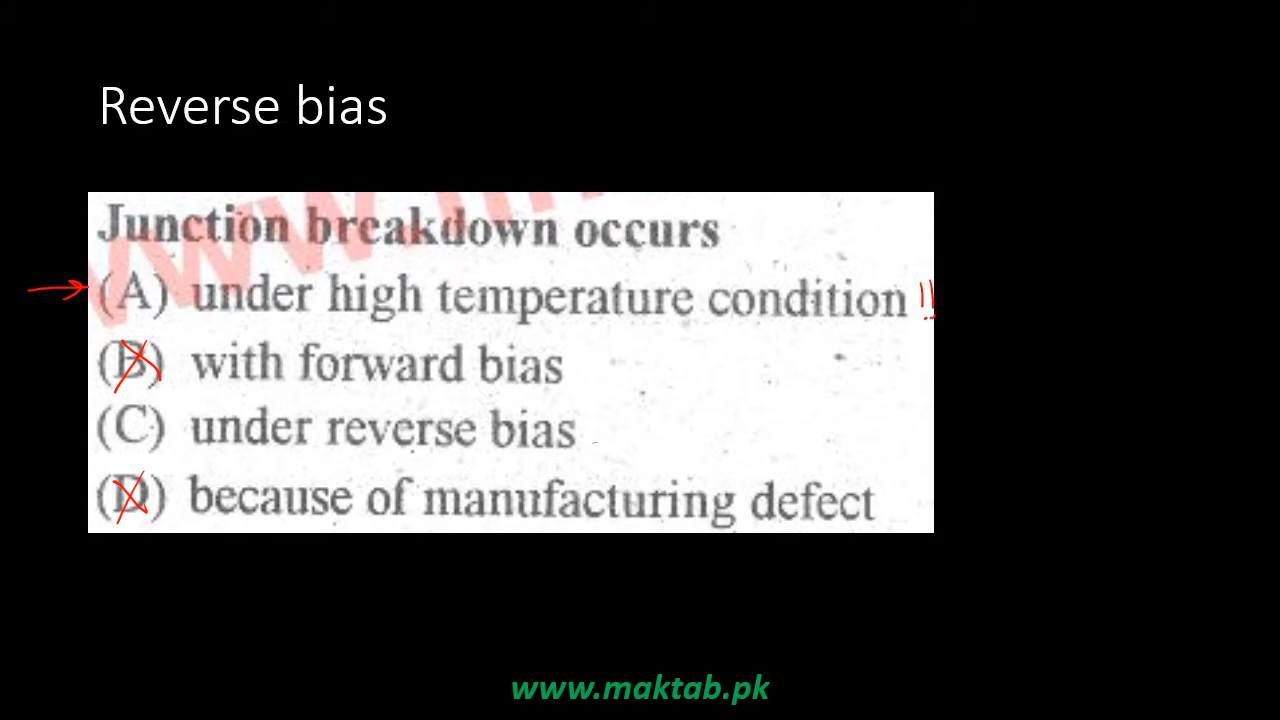 Reverse bias
Junction breakdown occurs
(A) under high temperature condition !!
(B) with forward bias
(C) under reverse bias
(D) because of manufacturing defect
www.maktab.pk